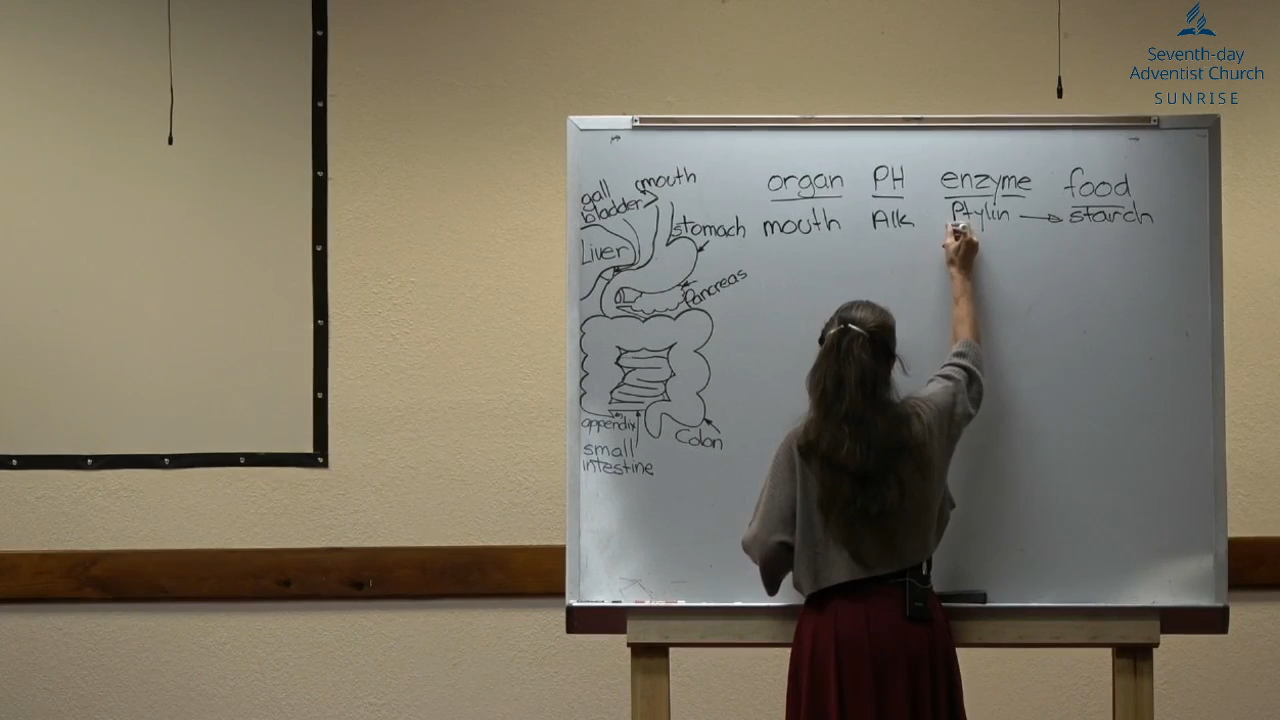 Seventh-day
Adventist Church
SUNRISE
organ PH enzyme food
mouth Alk Ptylin → starch
mouth
gall
bladder
stomach
Liver
Pancreas
appendix
Colon
small
intestine